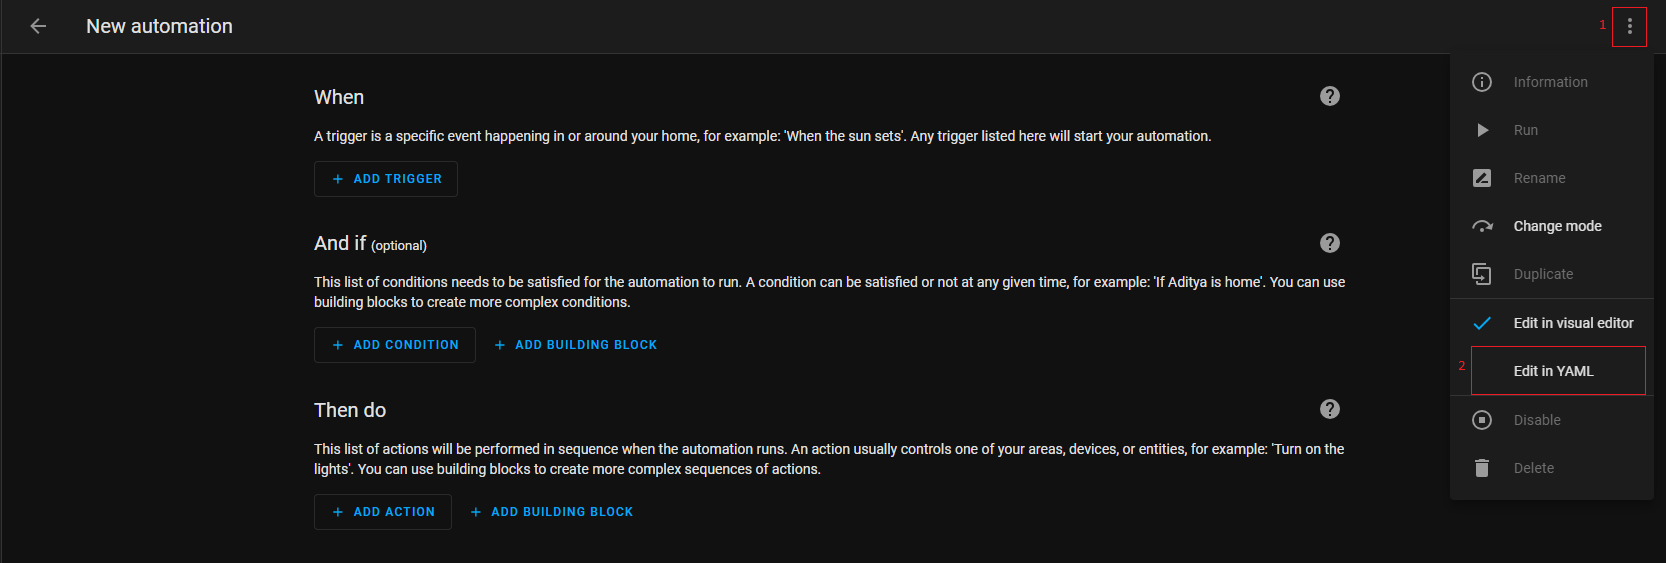 New automation
1
When
A trigger is a specific event happening in or around your home, for example: 'When the sun sets'. Any trigger listed here will start your automation.
+ ADD TRIGGER
And if (optional)
This list of conditions needs to be satisfied for the automation to run. A condition can be satisfied or not at any given time, for example: 'If Aditya is home'. You can use
building blocks to create more complex conditions.
+ ADD CONDITION + ADD BUILDING BLOCK
Then do
This list of actions will be performed in sequence when the automation runs. An action usually controls one of your areas, devices, or entities, for example: 'Turn on the
lights'. You can use building blocks to create more complex sequences of actions.
+ ADD ACTION + ADD BUILDING BLOCK
Information
Run
Rename
Change mode
Duplicate
Edit in visual editor
2 Edit in YAML
Disable
Delete